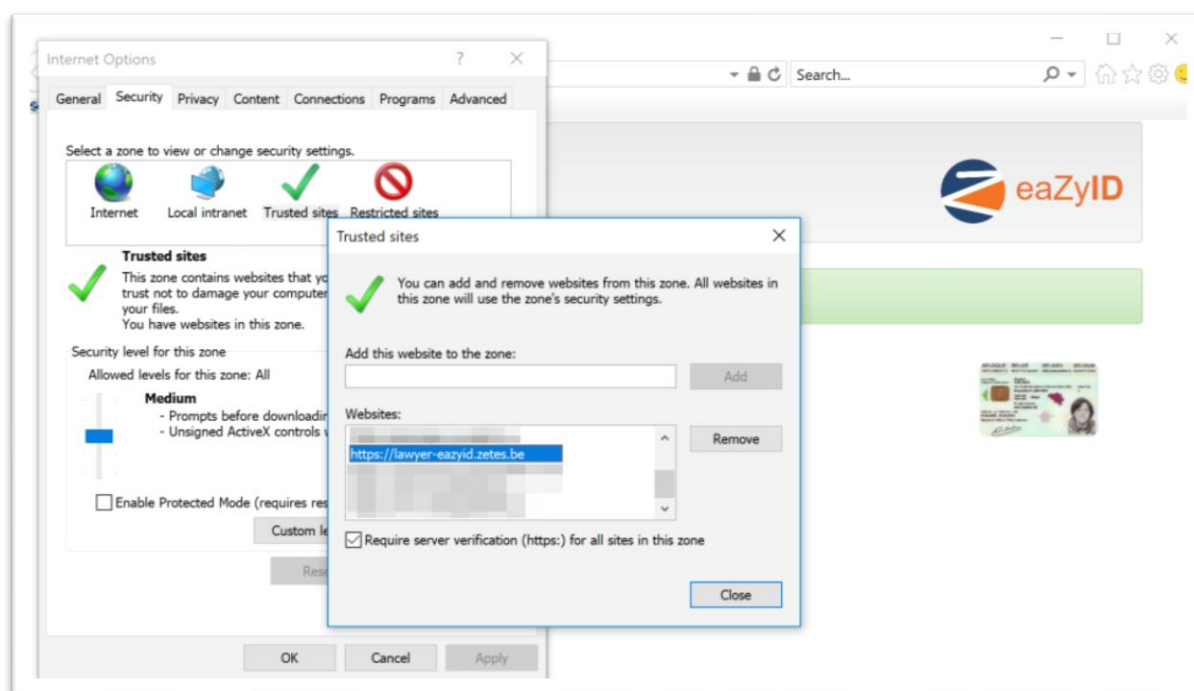 Internet Options
?
Search...
General Security Privacy Content Connections Programs Advanced
Select a zone to view or change security settings.
Internet Local intranet Trusted sites Restricted sites
eaZyID
Trusted sites
This zone contains websites that
trust not to damage your computer
your files.
You have websites in this zone.
Security level for this zone
Allowed levels for this zone: All
Medium
- Prompts before
- Unsigned ActiveX controls
Enable Protected Mode (requires
Custom
OK Cancel Apply
Trusted sites
You can add and remove websites from this zone. All websites in
this zone will use the zone's security settings.
Add this website to the zone:
Add
Websites:
https://lawyer-eazyid.zetes.be
Remove
Require server verification (https:) for all sites in this zone
Close